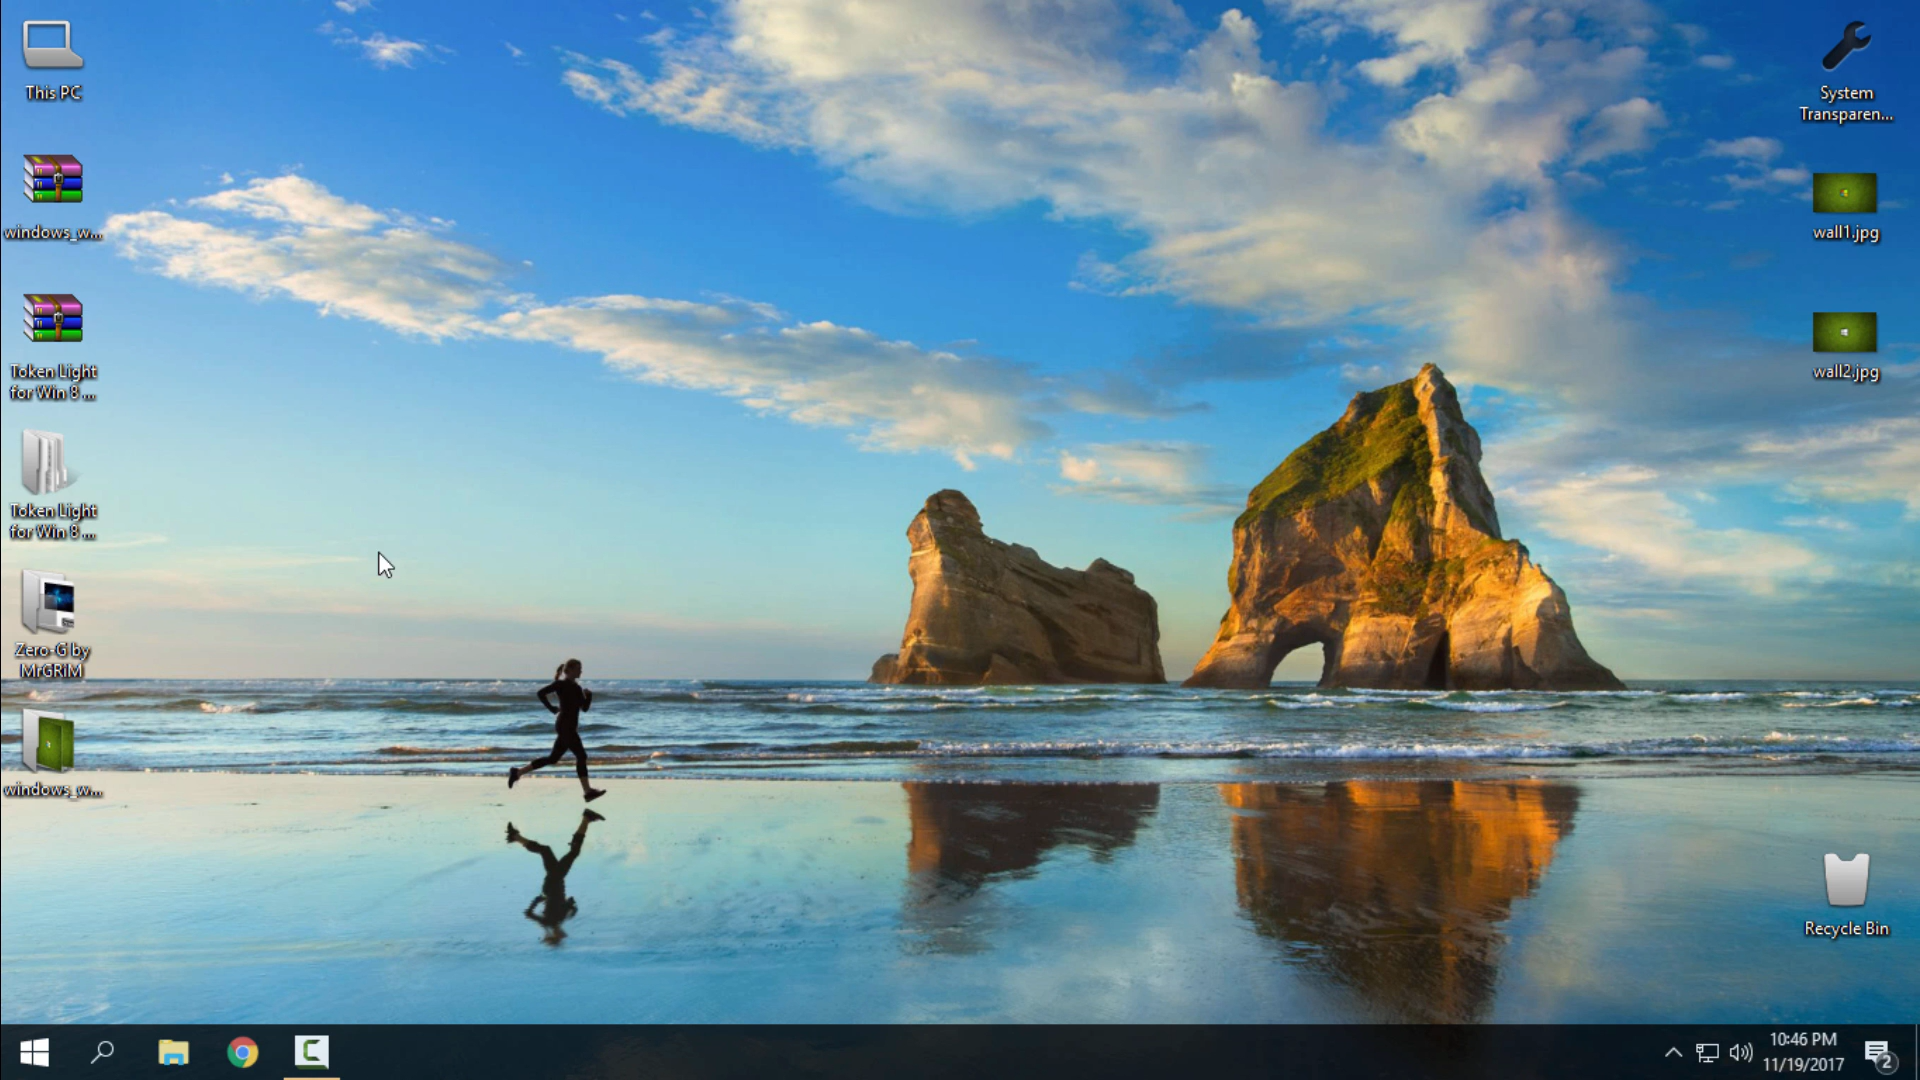 This PC
windows_w...
Token Light
for Win 8 ...
Token Light
for Win 8 ...
Zero-G by
MrGRiM
windows_w...
System
Transparen...
wall1.jpg
wall2.jpg
Recycle Bin
10:46 PM
11/19/2017
2